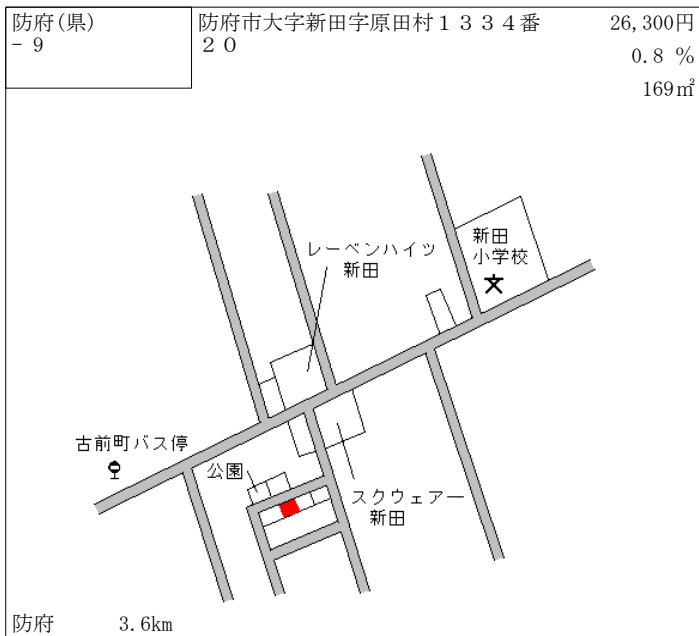 防府(県)
- 9
防府市大字新田字原田村１３３４番
２０
26,300円
0.8 %
169㎡
レーベンハイツ
新田
新田
小学校
古前町バス停
公園
スクウェアー
新田
防府 3.6km